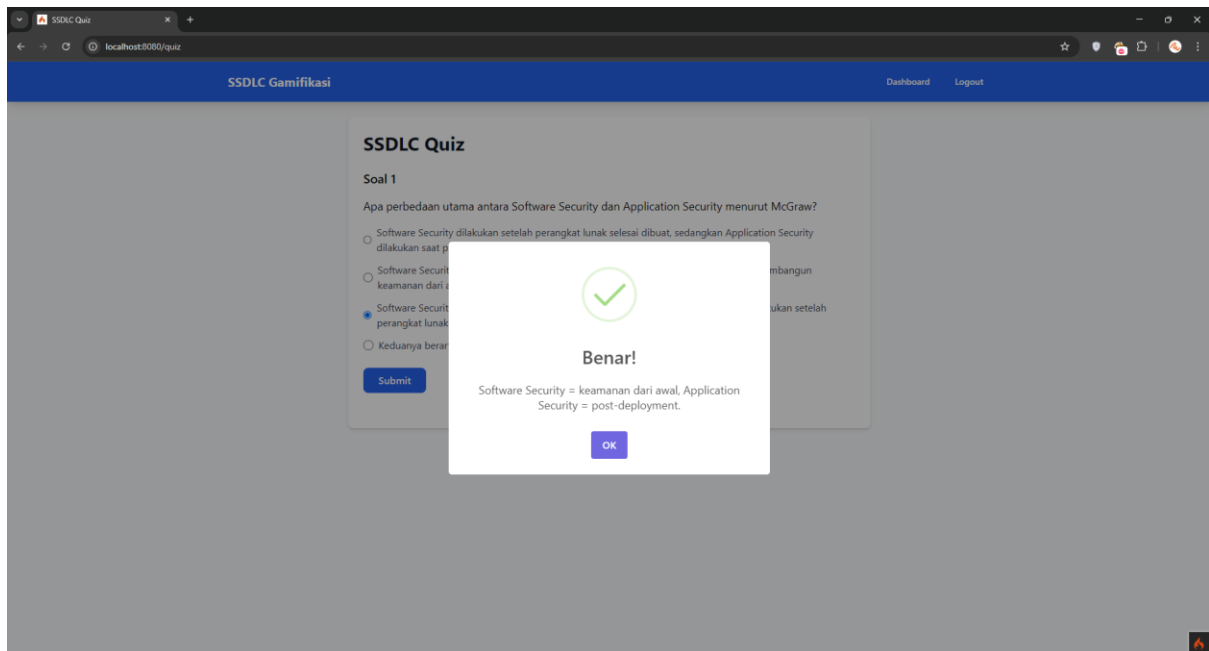 SSDLC Quiz
localhost:8080/quiz
SSDLC Gamifikasi
Dashboard
Logout
SSDLC Quiz
Soal 1
Apa perbedaan utama antara Software Security dan Application Security menurut McGraw?
Software Security dilakukan setelah perangkat lunak selesai dibuat, sedangkan Application Security
dilakukan saat
Software mbangun
keamanan dari
Software ukan setelah
perangkat lunak
Keduanya
Submit
Benar!
Software Security = keamanan dari awal, Application
Security = post-deployment.
OK